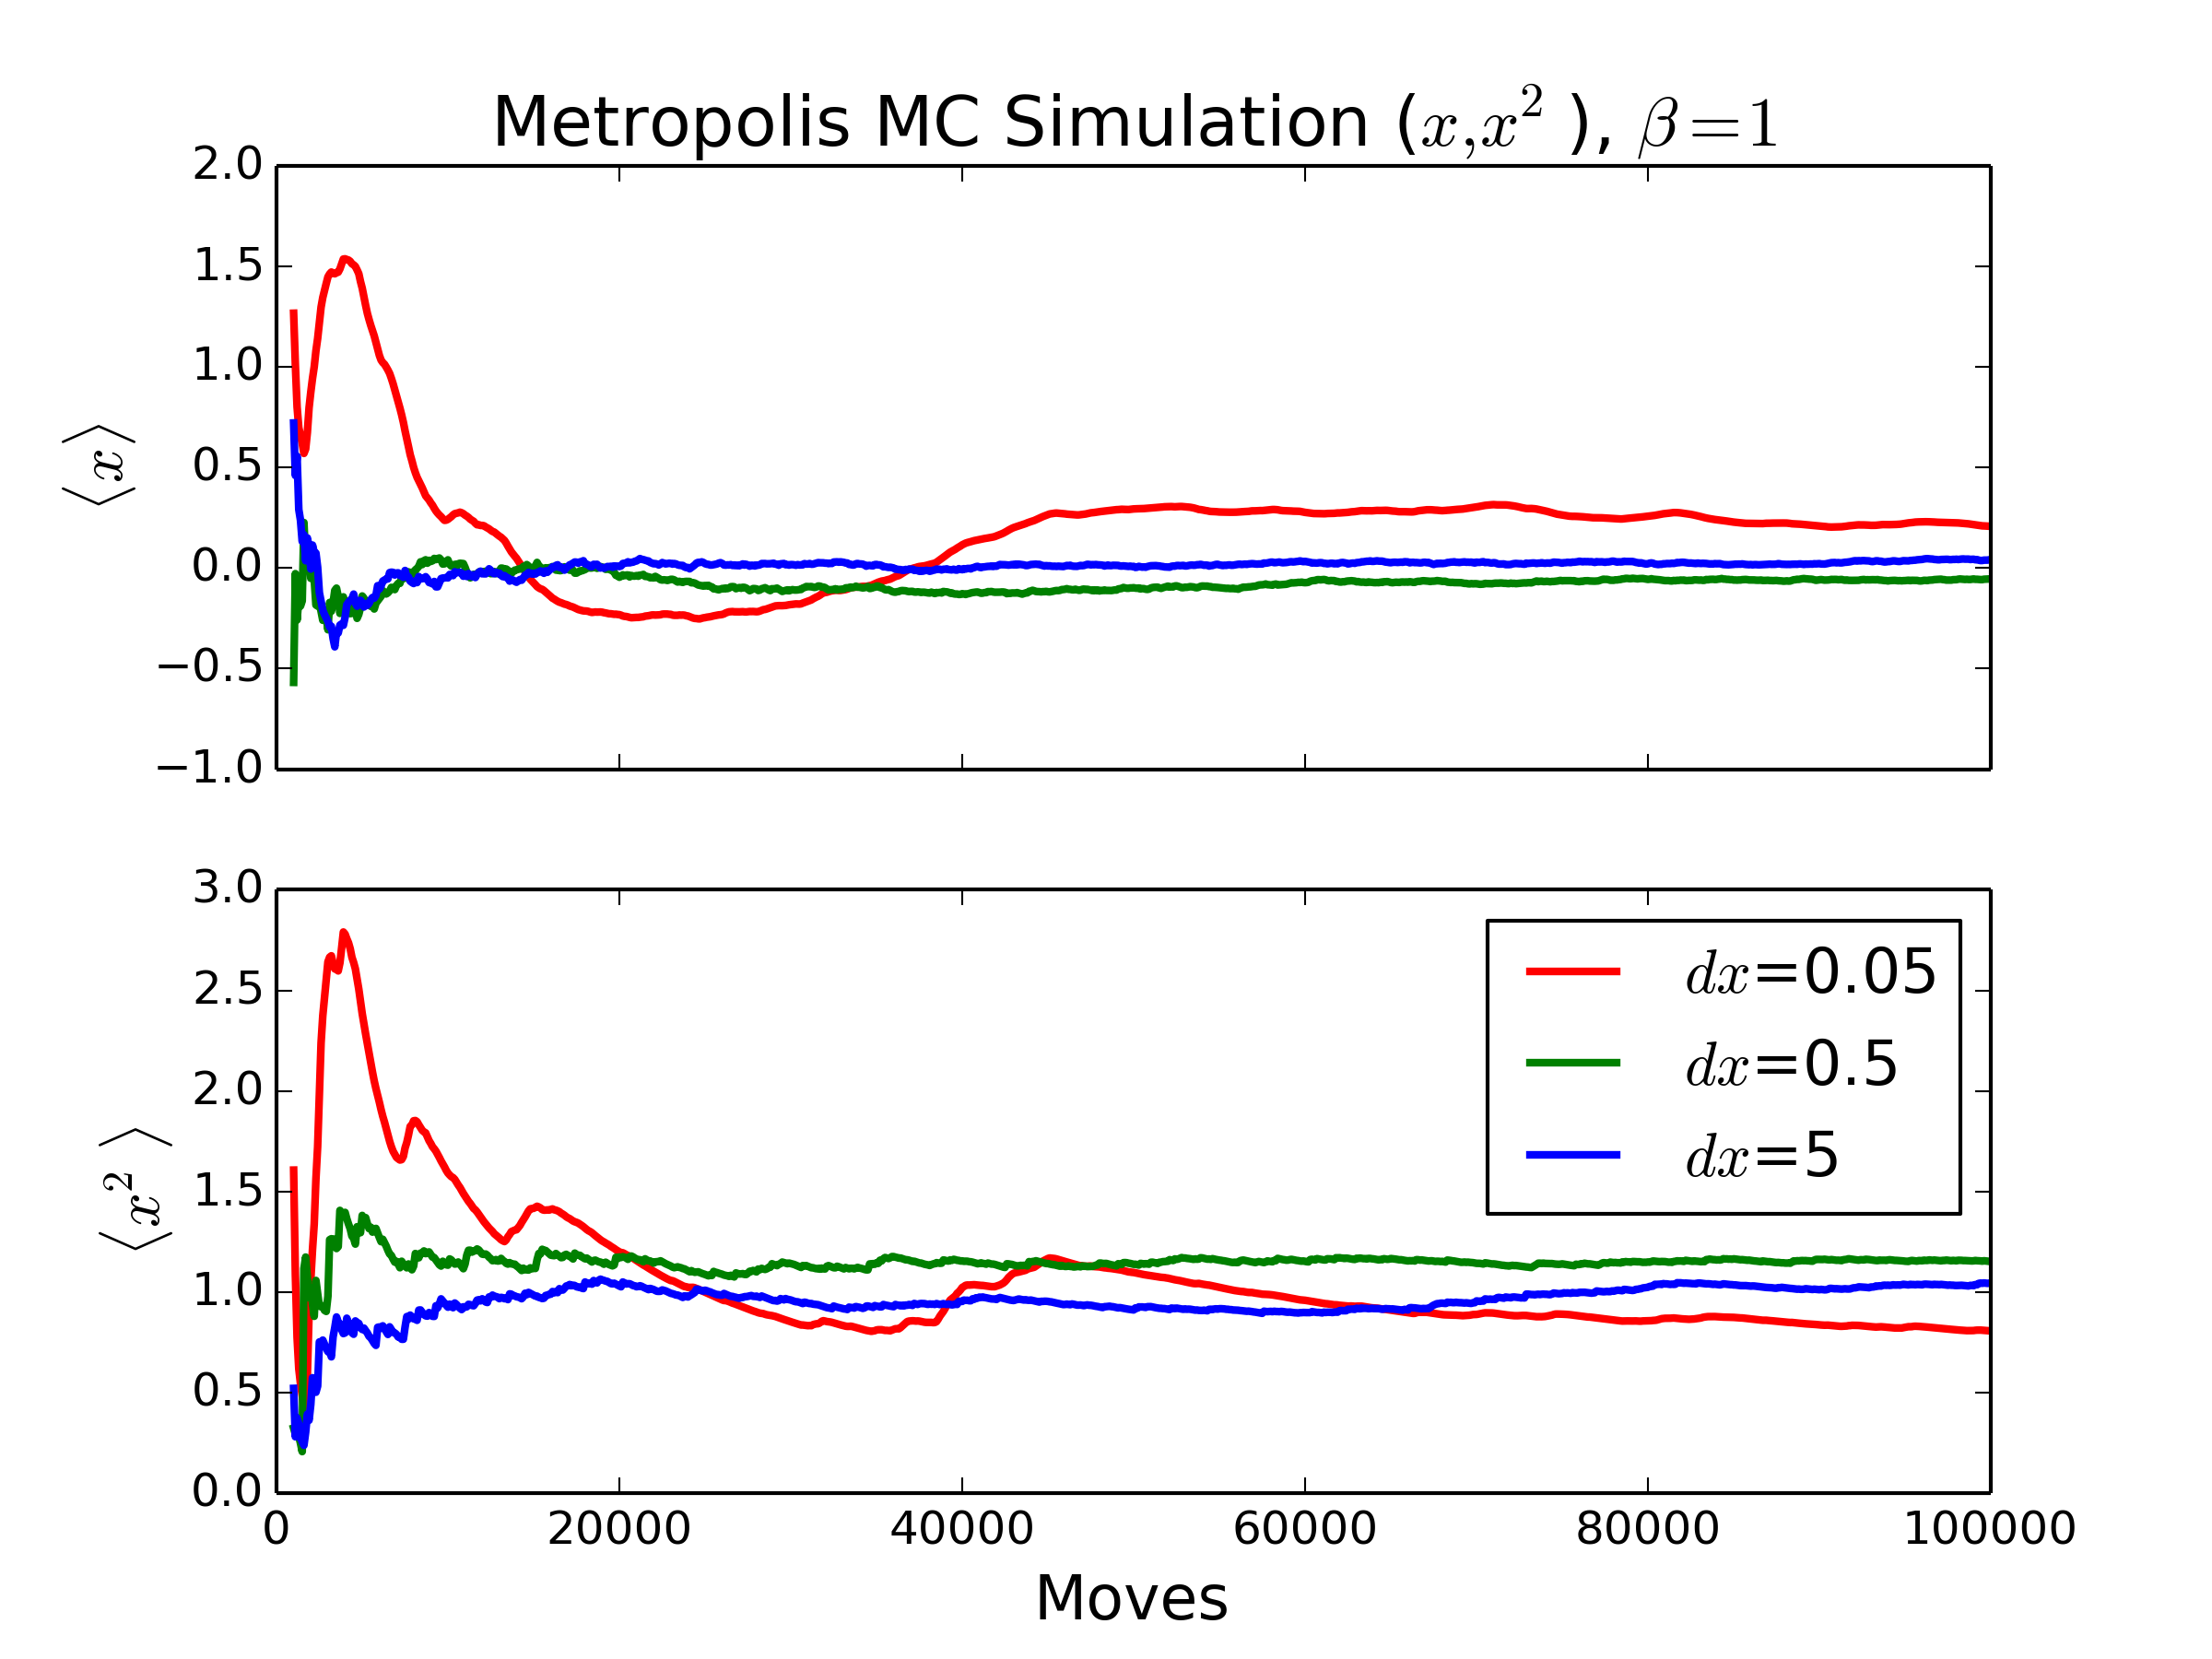 Metropolis MC Simulation (x,x²), β=1
2.0
1.5
1.0
0.5
0.0
−0.5
−1.0
⟨x⟩
3.0
2.5
2.0
1.5
1.0
0.5
0.0
⟨x²⟩
dx=0.05
dx=0.5
dx=5
0 20000 40000 60000 80000 100000
Moves